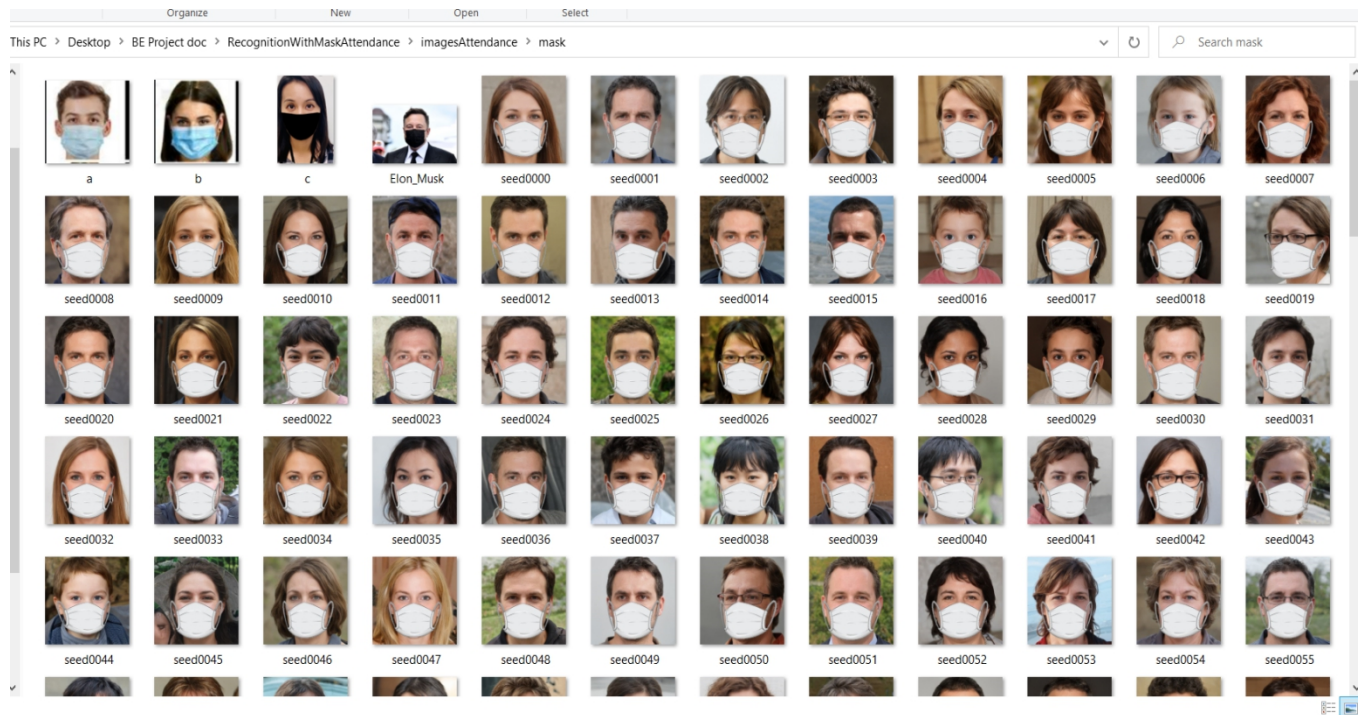 Organize New Open Select
This PC > Desktop > BE Project doc > RecognitionWithMaskAttendance > imagesAttendance > mask
Search mask
a b c Elon_Musk seed0000 seed0001 seed0002 seed0003 seed0004 seed0005 seed0006 seed0007
seed0008 seed0009 seed0010 seed0011 seed0012 seed0013 seed0014 seed0015 seed0016 seed0017 seed0018 seed0019
seed0020 seed0021 seed0022 seed0023 seed0024 seed0025 seed0026 seed0027 seed0028 seed0029 seed0030 seed0031
seed0032 seed0033 seed0034 seed0035 seed0036 seed0037 seed0038 seed0039 seed0040 seed0041 seed0042 seed0043
seed0044 seed0045 seed0046 seed0047 seed0048 seed0049 seed0050 seed0051 seed0052 seed0053 seed0054 seed0055